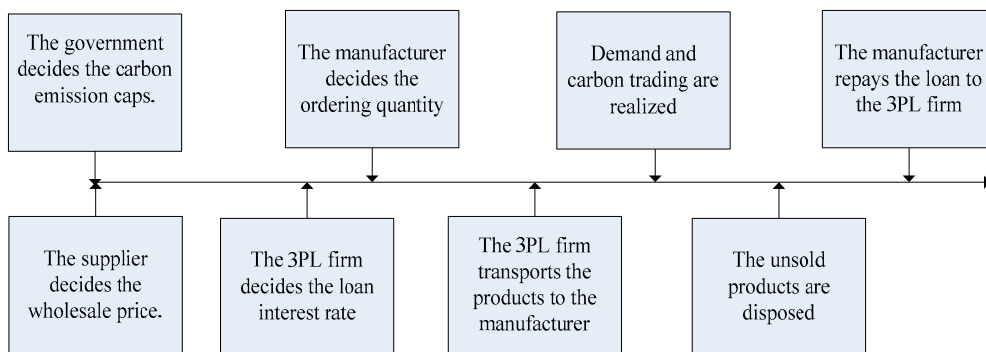 The government
decides the carbon
emission caps.
The manufacturer
decides the
ordering quantity
Demand and
carbon trading are
realized
The manufacturer
repays the loan to
the 3PL firm
The supplier
decides the
wholesale price.
The 3PL firm
decides the loan
interest rate
The 3PL firm
transports the
products to the
manufacturer
The unsold
products are
disposed